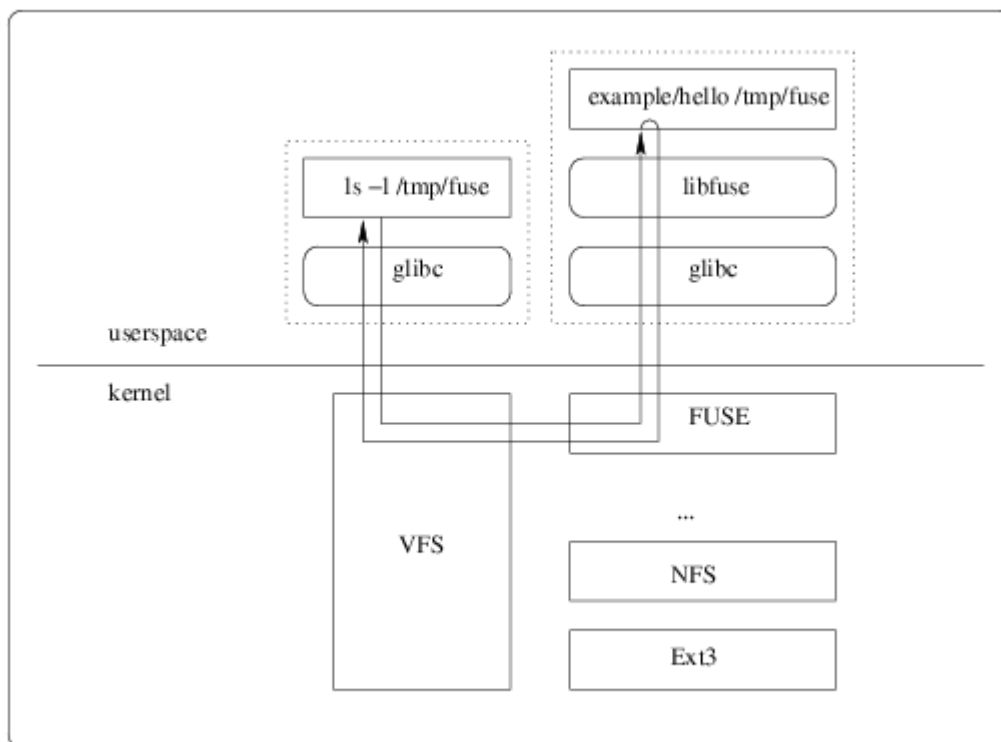 example/hello /tmp/fuse
ls –l /tmp/fuse
libfuse
glibc
glibc
userspace
kernel
FUSE
...
VFS
NFS
Ext3